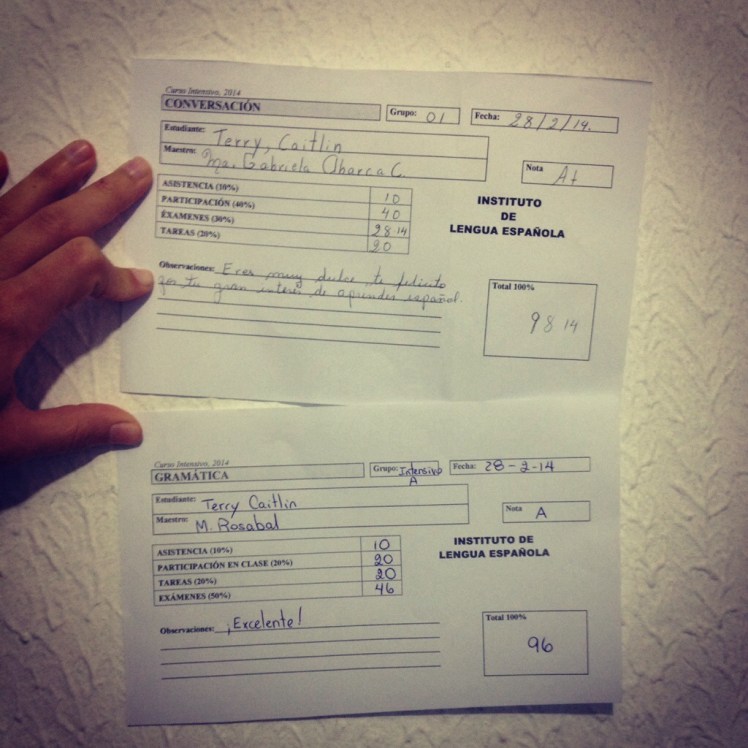 Curso Intensivo, 2014
CONVERSACIÓN Grupo: 01 Fecha: 28/2/14.
Estudiante: Terry, Caitlin
Maestro: Ma. Gabriela Abarca C. Nota A+
ASISTENCIA (10%) 10
PARTICIPACIÓN (40%) 40
ÉXAMENES (30%) 28 14
TAREAS (20%) 20
INSTITUTO
DE
LENGUA ESPAÑOLA
Observaciones: Eres muy dulce, te felicito
por tu gran interés de aprender español.
Total 100%
98 14
Curso Intensivo, 2014
GRAMÁTICA Grupo: Intensivo Fecha: 28-2-14
A
Estudiante: Terry Caitlin
Maestro: M. Rosabal Nota A
ASISTENCIA (10%) 10
PARTICIPACIÓN EN CLASE (20%) 20
TAREAS (20%) 20
EXÁMENES (50%) 46
INSTITUTO DE
LENGUA ESPAÑOLA
Observaciones: ¡Excelente!
Total 100%
96